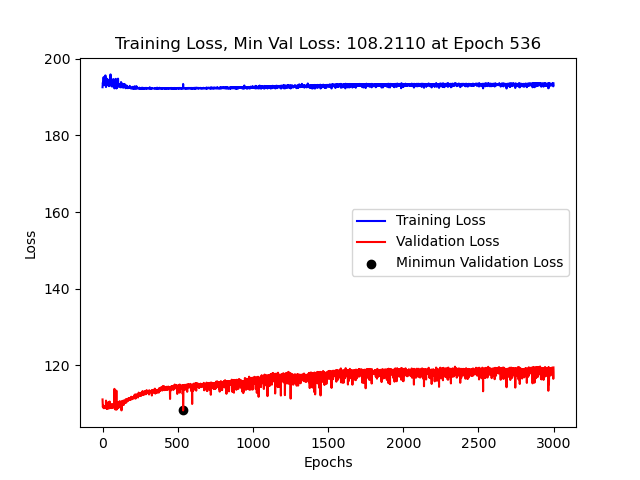 Training Loss, Min Val Loss: 108.2110 at Epoch 536
200
180
160
140
120
Loss
Training Loss
Validation Loss
Minimun Validation Loss
0
500
1000
1500
2000
2500
3000
Epochs